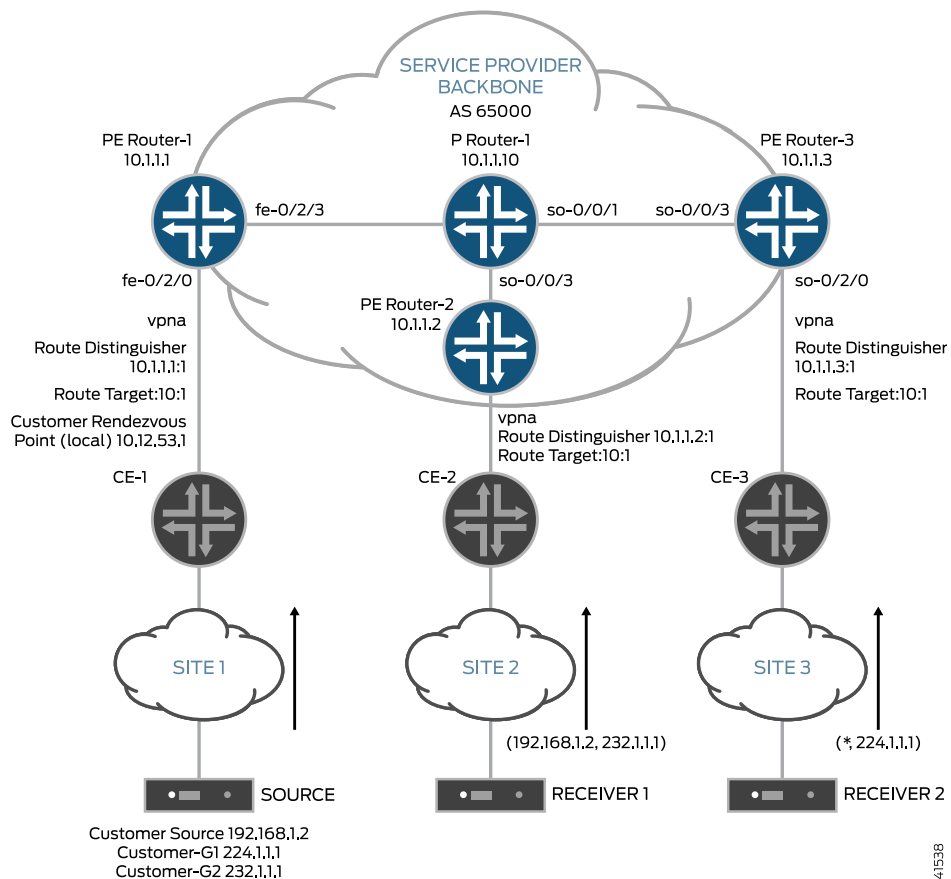 SERVICE PROVIDER
BACKBONE
AS 65000
PE Router-1
10.1.1.1
P Router-1
10.1.1.10
PE Router-3
10.1.1.3
fe-0/2/3
so-0/0/1
so-0/0/3
fe-0/2/0
so-0/0/3
so-0/2/0
PE Router-2
10.1.1.2
vpna
Route Distinguisher
10.1.1.1:1
Route Target:10:1
Customer Rendezvous
Point (local) 10.12.53.1
vpna
Route Distinguisher 10.1.1.2:1
Route Target:10:1
vpna
Route Distinguisher
10.1.1.3:1
Route Target:10:1
CE-1
CE-2
CE-3
SITE 1
SITE 2
SITE 3
(192.168.1.2, 232.1.1.1)
(*, 224.1.1.1)
SOURCE
RECEIVER 1
RECEIVER 2
Customer Source 192.168.1.2
Customer-G1 224.1.1.1
Customer-G2 232.1.1.1
41538